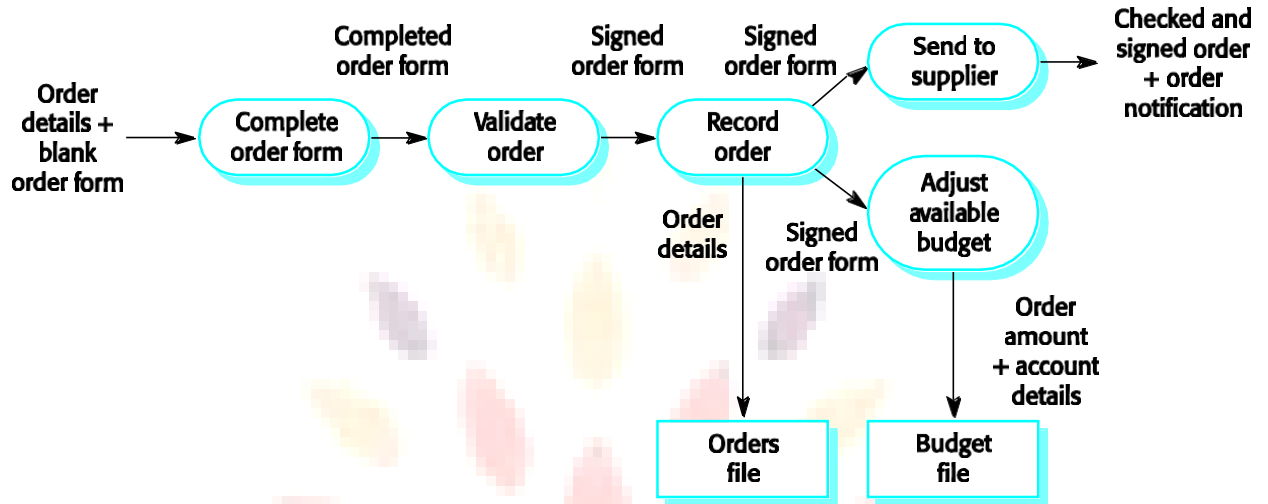 Order
details +
blank
order form
Complete
order form
Completed
order form
Validate
order
Signed
order form
Record
order
Signed
order form
Send to
supplier
Checked and
signed order
+ order
notification
Order
details
Signed
order form
Adjust
available
budget
Order
amount
+ account
details
Orders
file
Budget
file